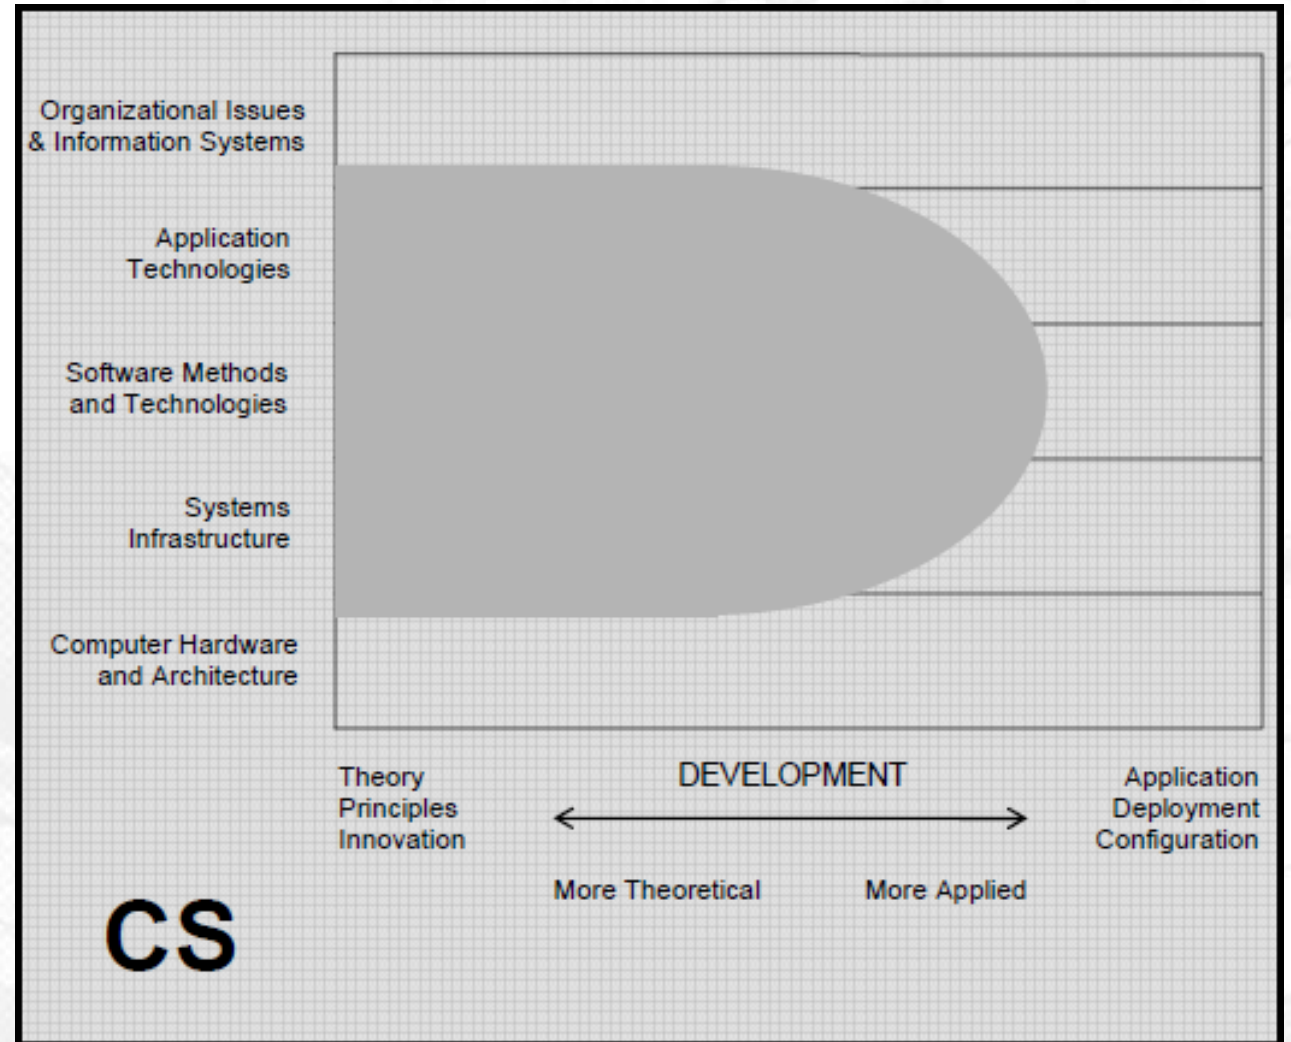 Organizational Issues
& Information Systems
Application
Technologies
Software Methods
and Technologies
Systems
Infrastructure
Computer Hardware
and Architecture
Theory
Principles
Innovation
DEVELOPMENT
Application
Deployment
Configuration
More Theoretical
More Applied
CS